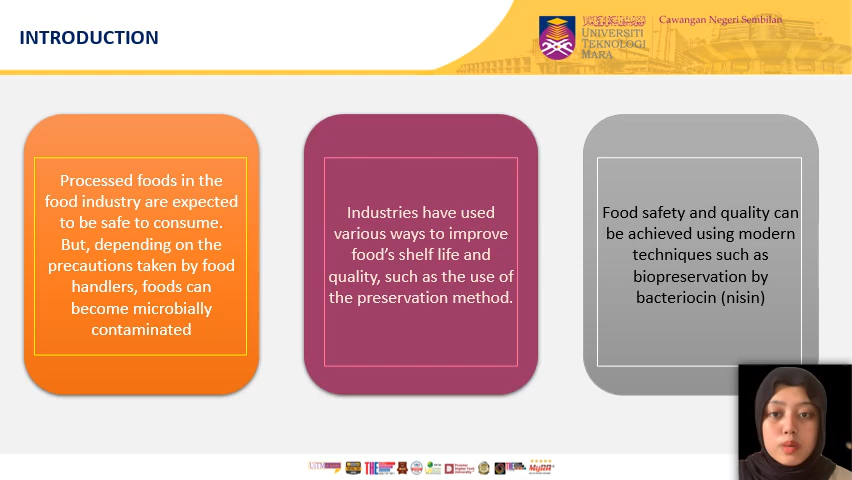 INTRODUCTION
UNIVERSITI
TEKNOLOGI
MARA
Cawangan Negeri Sembilan
Processed foods in the
food industry are expected
to be safe to consume.
But, depending on the
precautions taken by food
handlers, foods can
become microbially
contaminated
Industries have used
various ways to improve
food's shelf life and
quality, such as the use of
the preservation method.
Food safety and quality can
be achieved using modern
techniques such as
biopreservation by
bacteriocin (nisin)